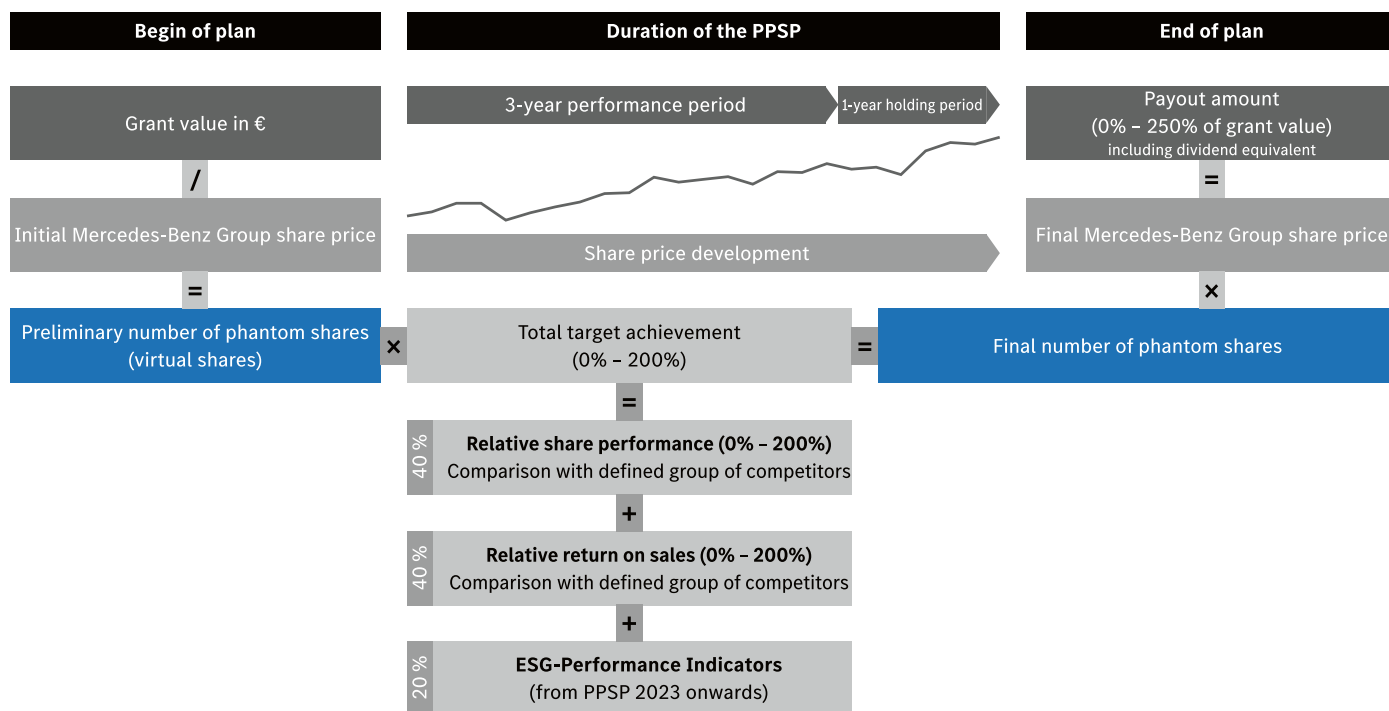 Begin of plan
Duration of the PPSP
End of plan
Grant value in €
/
Initial Mercedes-Benz Group share price
=
Preliminary number of phantom shares
(virtual shares)
×
3-year performance period
1-year holding period
Share price development
Total target achievement
(0% – 200%)
=
40 %
Relative share performance (0% – 200%)
Comparison with defined group of competitors
+
40 %
Relative return on sales (0% – 200%)
Comparison with defined group of competitors
+
20 %
ESG-Performance Indicators
(from PPSP 2023 onwards)
=
Payout amount
(0% – 250% of grant value)
including dividend equivalent
=
Final Mercedes-Benz Group share price
×
Final number of phantom shares